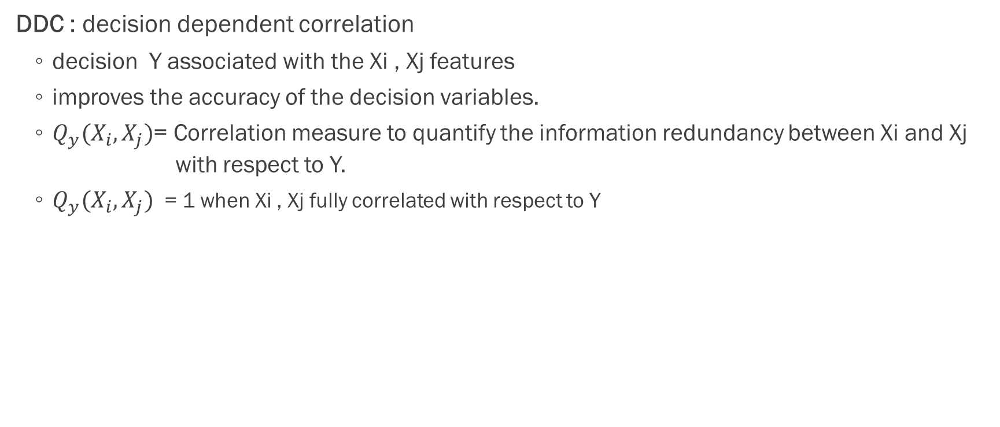 DDC : decision dependent correlation
◦ decision Y associated with the Xi , Xj features
◦ improves the accuracy of the decision variables.
◦ $Q_y(X_i, X_j)$= Correlation measure to quantify the information redundancy between Xi and Xj
with respect to Y.
◦ $Q_y(X_i, X_j)$ = 1 when Xi , Xj fully correlated with respect to Y